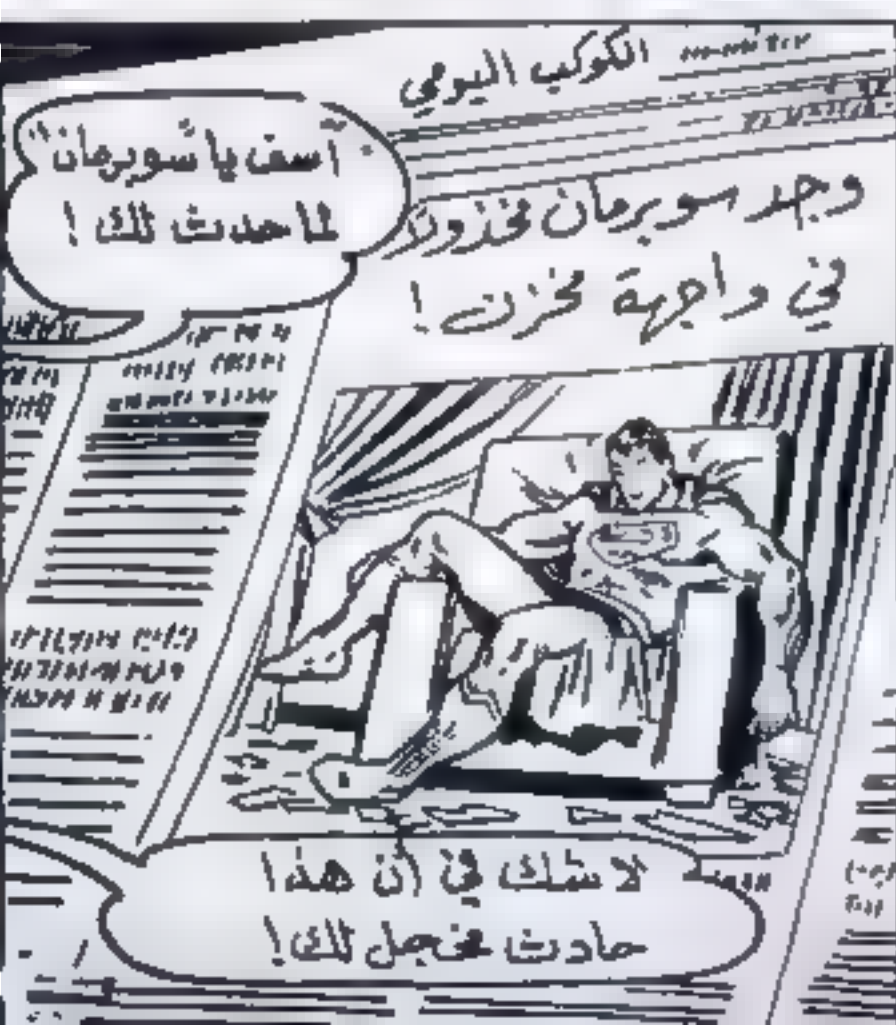 الكوكب اليومي
آسف يا "سوبرمان"
لما حدث لك !
وجد سوبرمان مخذولاً
في واجهة مخزن !
لا شك في أن هذا
حادث مخجل لك !